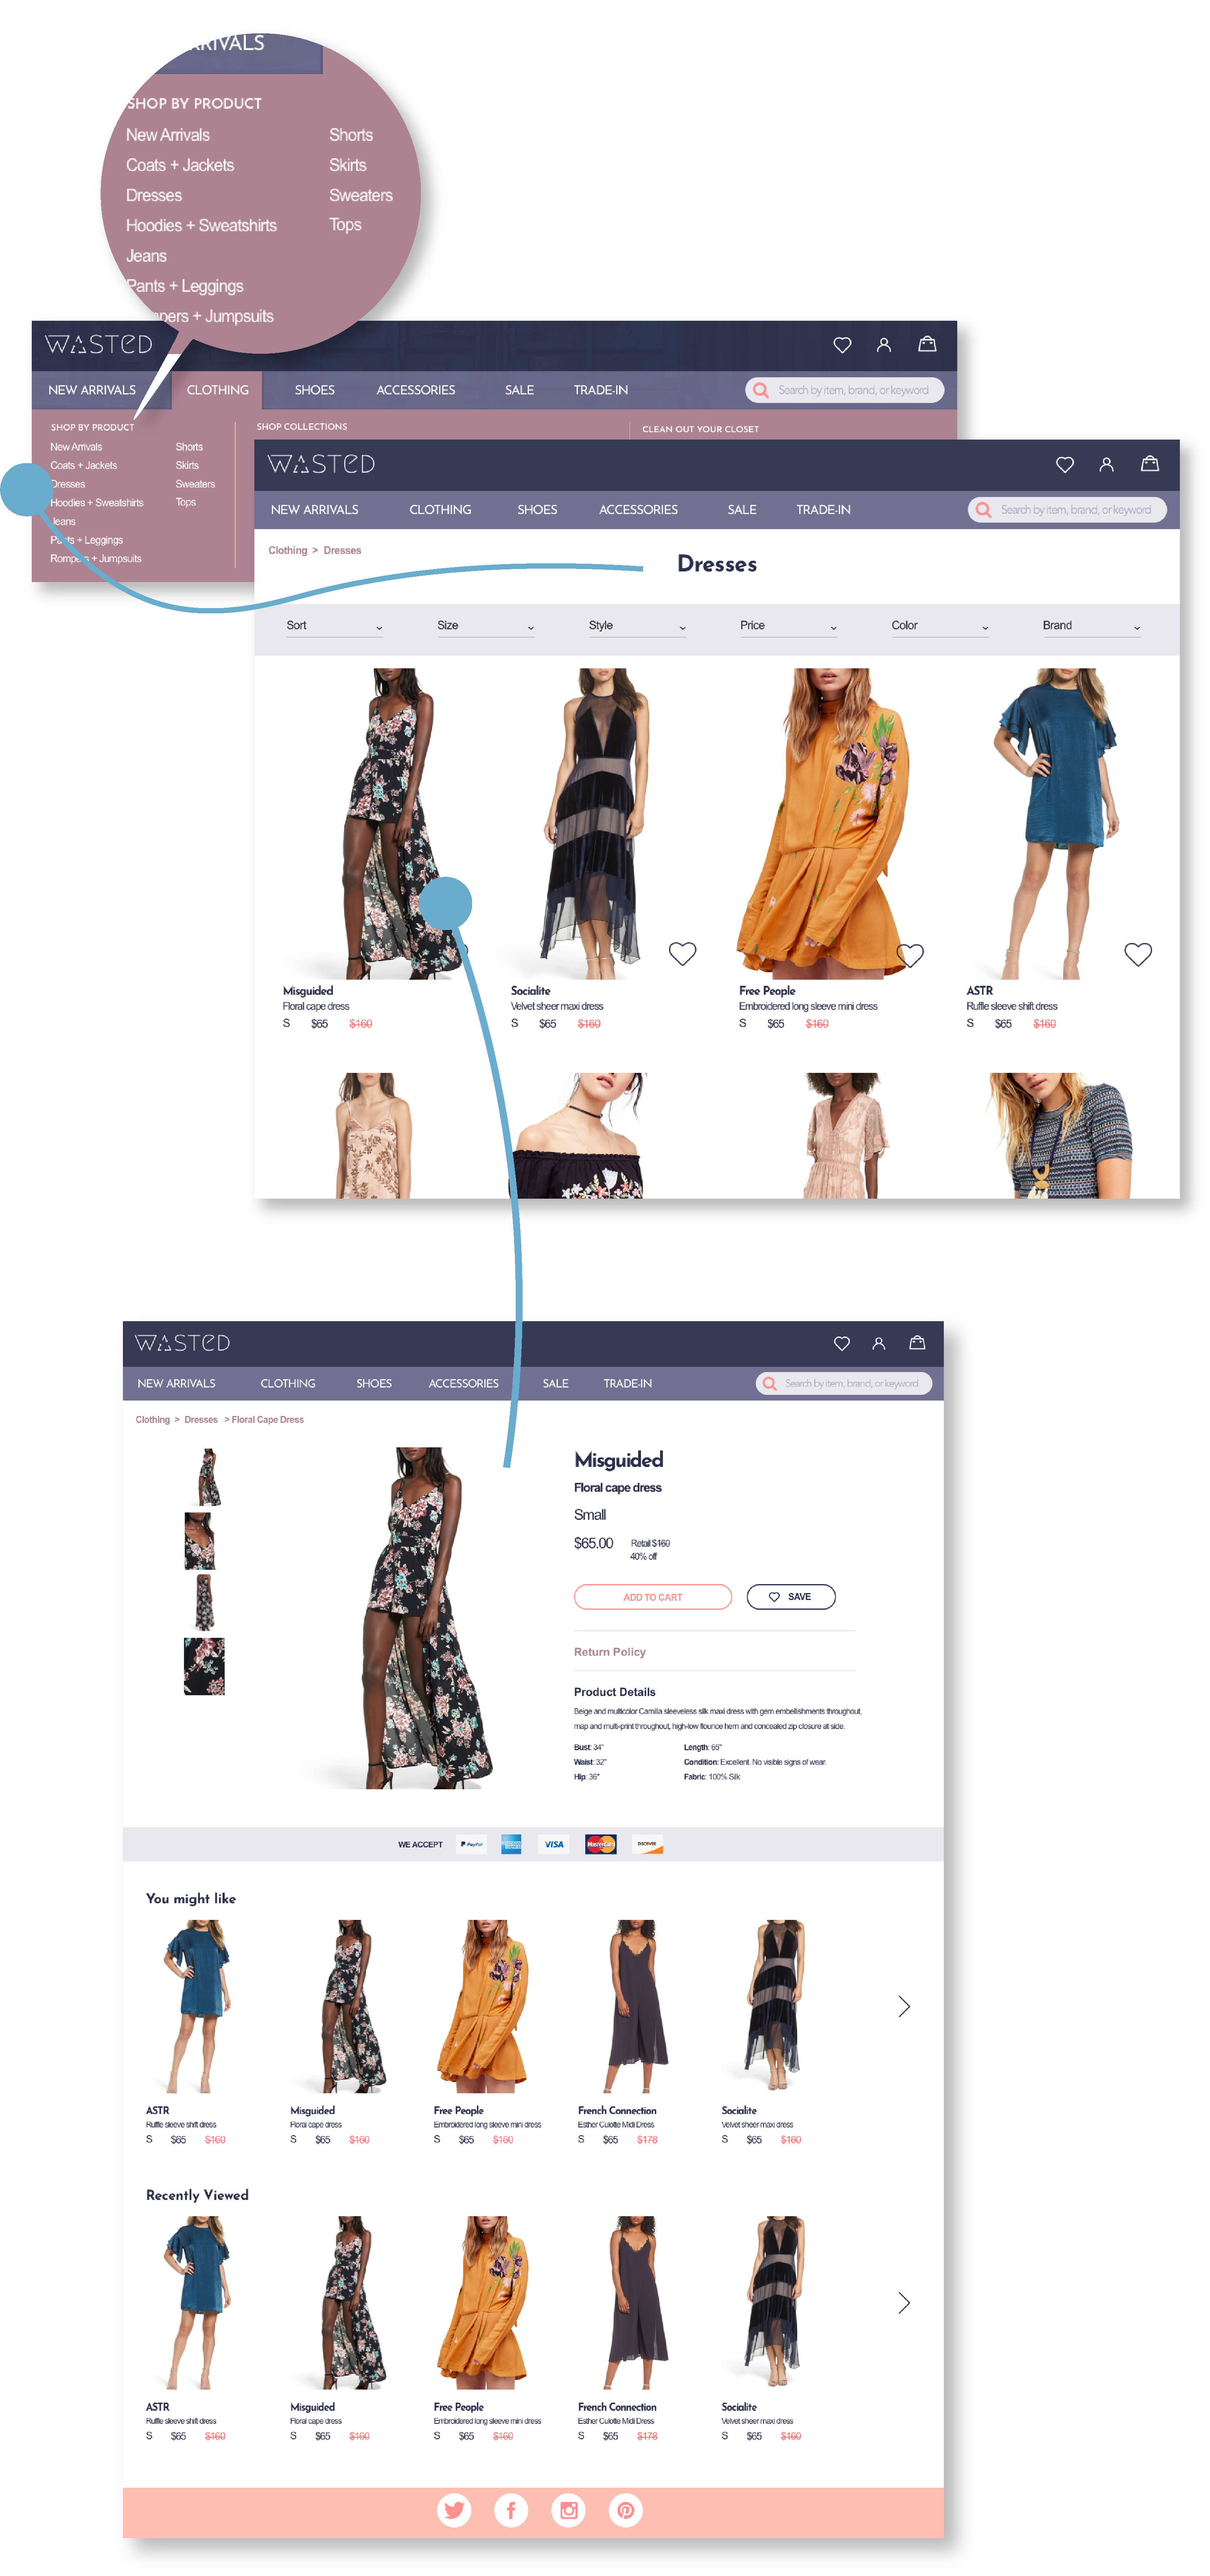 RRIVALS
SHOP BY PRODUCT
New Arrivals
Shorts
Coats + Jackets
Skirts
Dresses
Sweaters
Hoodies + Sweatshirts
Tops
Jeans
Pants + Leggings
pers + Jumpsuits
WASTED
NEW ARRIVALS CLOTHING SHOES ACCESSORIES SALE TRADE-IN Search by item, brand, or keyword
SHOP BY PRODUCT
SHOP COLLECTIONS
CLEAN OUT YOUR CLOSET
New Arrivals
Shorts
Coats + Jackets
Skirts
Dresses
Sweaters
Hoodies + Sweatshirts
Tops
Jeans
Pants + Leggings
Rompers + Jumpsuits
WASTED
NEW ARRIVALS CLOTHING SHOES ACCESSORIES SALE TRADE-IN Search by item, brand, or keyword
Clothing > Dresses
Dresses
Sort Size Style Price Color Brand
Misguided
Floral cape dress
S $65 $160
Socialite
Velvet sheer maxi dress
S $65 $160
Free People
Embroidered long sleeve mini dress
S $65 $160
ASTR
Ruffle sleeve shift dress
S $65 $160
WASTED
NEW ARRIVALS CLOTHING SHOES ACCESSORIES SALE TRADE-IN Search by item, brand, or keyword
Clothing > Dresses > Floral Cape Dress
Misguided
Floral cape dress
Small
$65.00 Retail $160
40% off
ADD TO CART SAVE
Return Policy
Product Details
Beige and multicolor Camilla sleeveless silk maxi dress with gem embellishments throughout,
map and multi-print throughout, high-low flounce hem and concealed zip closure at side.
Bust: 34" Length: 65"
Waist: 32" Condition: Excellent. No visible signs of wear.
Hip: 36" Fabric: 100% Silk
WE ACCEPT PayPal VISA MasterCard DISCOVER
You might like
ASTR
Ruffle sleeve shift dress
S $65 $160
Misguided
Floral cape dress
S $65 $160
Free People
Embroidered long sleeve mini dress
S $65 $160
French Connection
Esther Culotte Midi Dress
S $65 $178
Socialite
Velvet sheer maxi dress
S $65 $160
Recently Viewed
ASTR
Ruffle sleeve shift dress
S $65 $160
Misguided
Floral cape dress
S $65 $160
Free People
Embroidered long sleeve mini dress
S $65 $160
French Connection
Esther Culotte Midi Dress
S $65 $178
Socialite
Velvet sheer maxi dress
S $65 $160